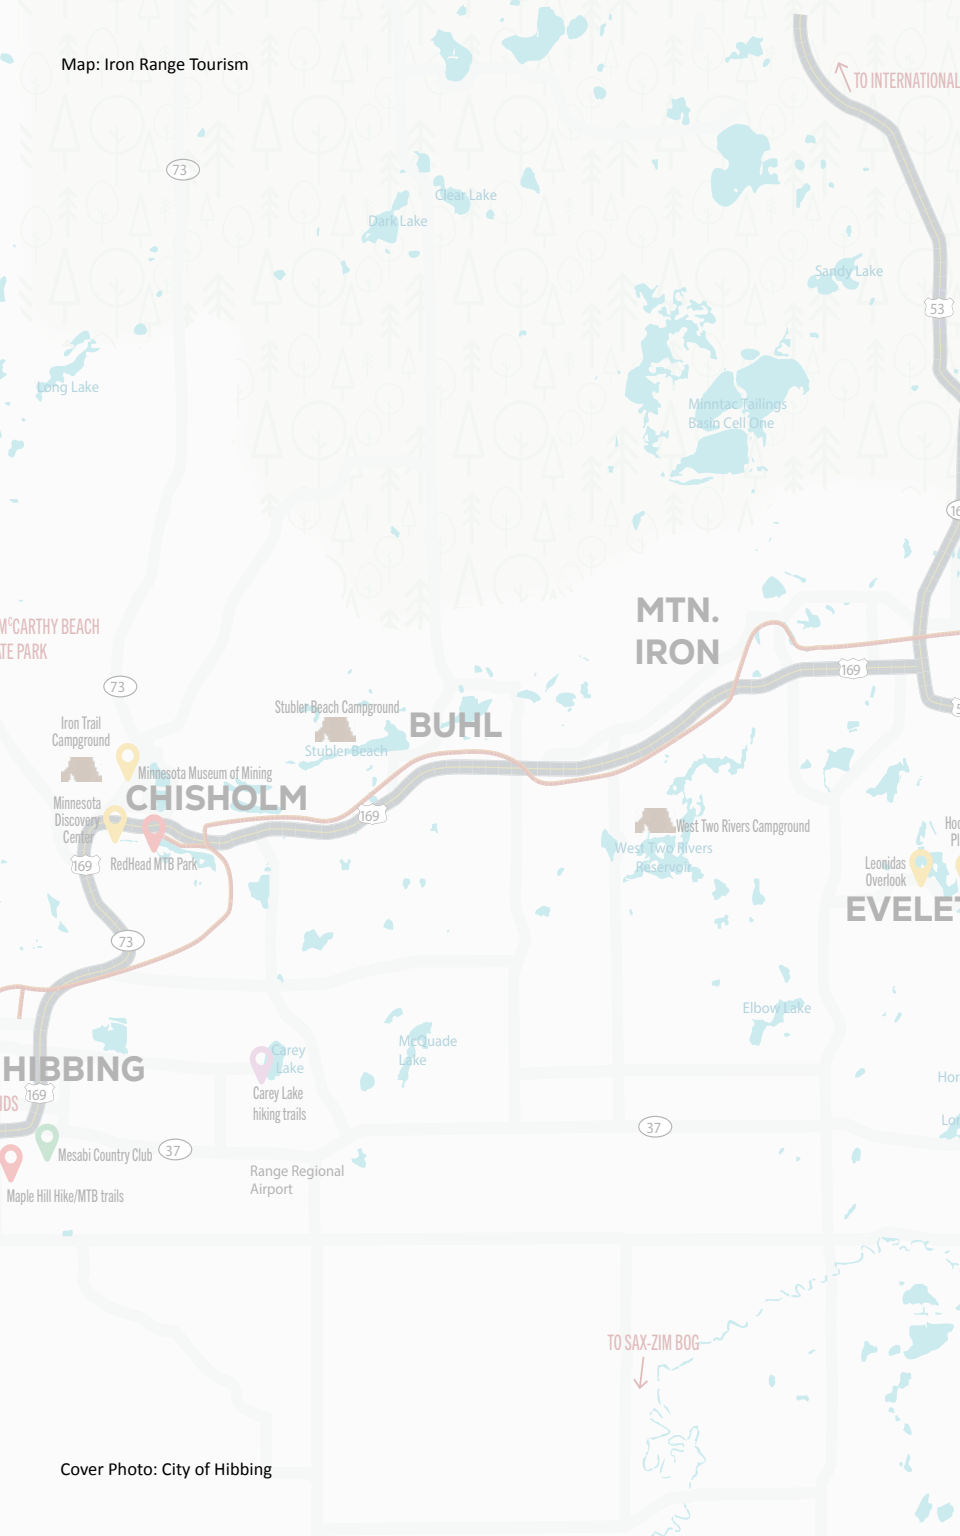 Map: Iron Range Tourism
TO INTERNATIONAL
73
Clear Lake
Dark Lake
Sandy Lake
53
Long Lake
Minntac Tailings
Basin Cell One
MTN.
IRON
McCARTHY BEACH
ATE PARK
169
73
Stubler Beach Campground
BUHL
Iron Trail
Campground
Stubler Beach
Minnesota Museum of Mining
CHISHOLM
Minnesota
Discovery
Center
169
West Two Rivers Campground
West Two Rivers
Reservoir
RedHead MTB Park
169
Leonidas
Overlook
EVELET
73
Elbow Lake
McQuade
Lake
Carey
Lake
HIBBING
169
Carey Lake
hiking trails
37
Mesabi Country Club
37
Range Regional
Airport
Maple Hill Hike/MTB trails
TO SAX-ZIM BOG
Cover Photo: City of Hibbing